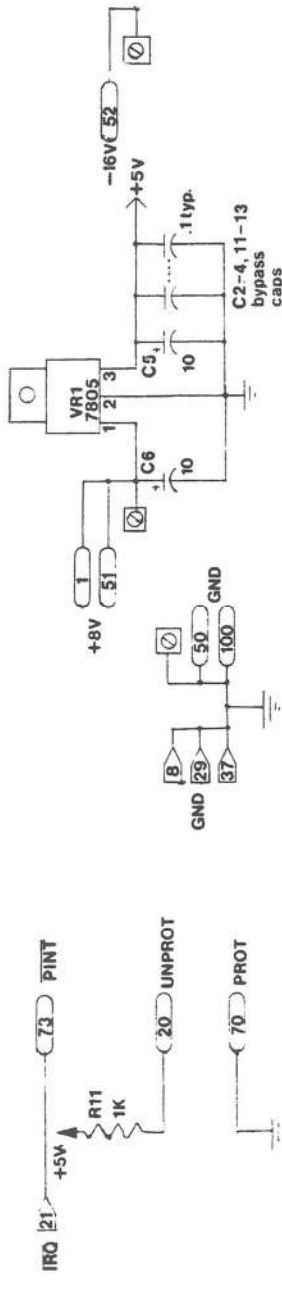 -16V 52
+5V
.1 typ.
C2-4, 11-13
bypass
caps
VR1
7805
1 2 3
C5 +
10
C6
+
10
+8V
1
51
GND
50
100
GND
8
29
37
IRQ 21
73 PINT
+5V
R11
1K
20 UNPROT
70 PROT